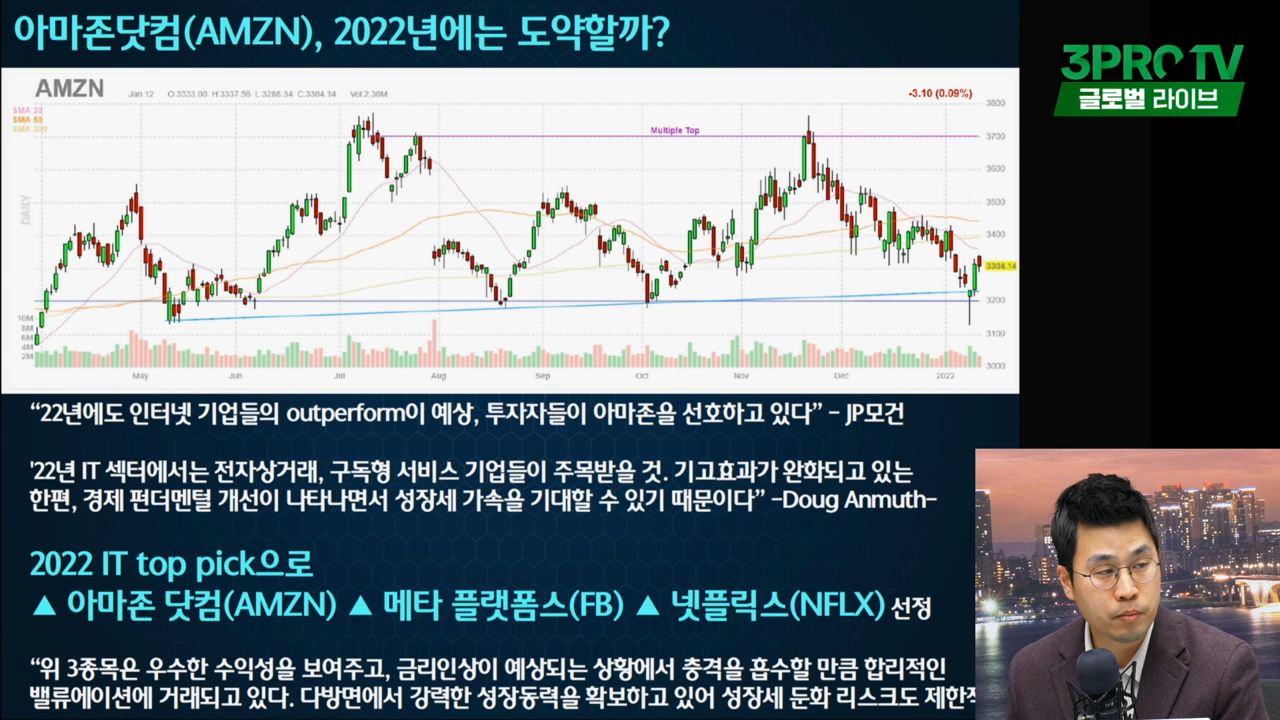 아마존닷컴(AMZN), 2022년에는 도약할까?
3PRO TV
글로벌 라이브
AMZN Jan 12 O:3333.00 H:3337.56 L:3288.34 C:3304.14 Vol:2.30M -3.10 (0.09%)
SMA 20
SMA 50
SMA 200
DAILY
Multiple Top
3800
3700
3600
3500
3400
3304.14
3200
3100
3000
10M
8M
6M
4M
2M
May Jun Jul Aug Sep Oct Nov Dec 2022
“22년에도 인터넷 기업들의 outperform이 예상, 투자자들이 아마존을 선호하고 있다” - JP모건
'22년 IT 섹터에서는 전자상거래, 구독형 서비스 기업들이 주목받을 것. 기고효과가 완화되고 있는
한편, 경제 펀더멘털 개선이 나타나면서 성장세 가속을 기대할 수 있기 때문이다” -Doug Anmuth-
2022 IT top pick으로
▲ 아마존 닷컴(AMZN) ▲ 메타 플랫폼스(FB) ▲ 넷플릭스(NFLX) 선정
“위 3종목은 우수한 수익성을 보여주고, 금리인상이 예상되는 상황에서 충격을 흡수할 만큼 합리적인
밸류에이션에 거래되고 있다. 다방면에서 강력한 성장동력을 확보하고 있어 성장세 둔화 리스크도